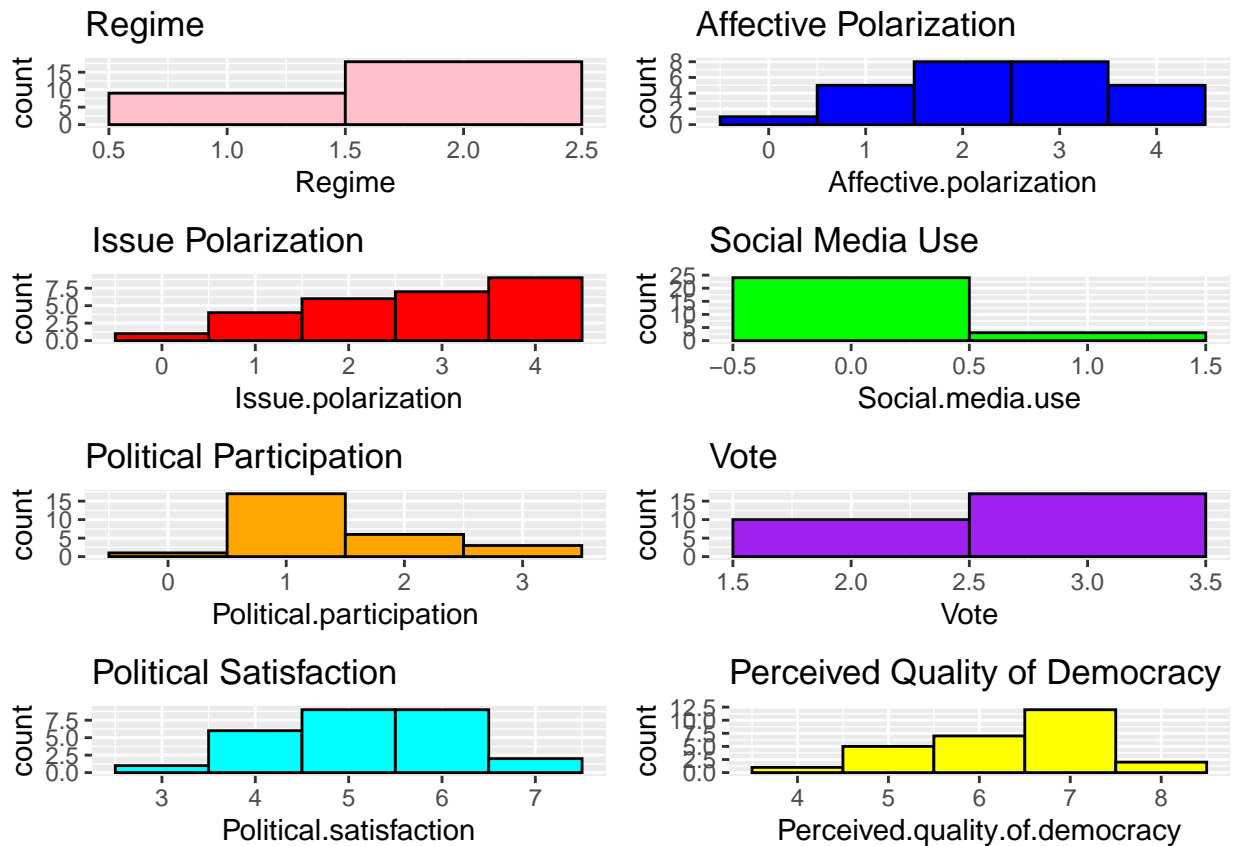 Regime
count
15
10
5
0
0.5 1.0 1.5 2.0 2.5
Regime
Affective Polarization
count
8
6
4
2
0
0 1 2 3 4
Affective.polarization
Issue Polarization
count
7.5
5.0
2.5
0.0
0 1 2 3 4
Issue.polarization
Social Media Use
count
25
20
15
10
5
0
−0.5 0.0 0.5 1.0 1.5
Social.media.use
Political Participation
count
15
10
5
0
0 1 2 3
Political.participation
Vote
count
15
10
5
0
1.5 2.0 2.5 3.0 3.5
Vote
Political Satisfaction
count
7.5
5.0
2.5
0.0
3 4 5 6 7
Political.satisfaction
Perceived Quality of Democracy
count
12.5
10.0
7.5
5.0
2.5
0.0
4 5 6 7 8
Perceived.quality.of.democracy